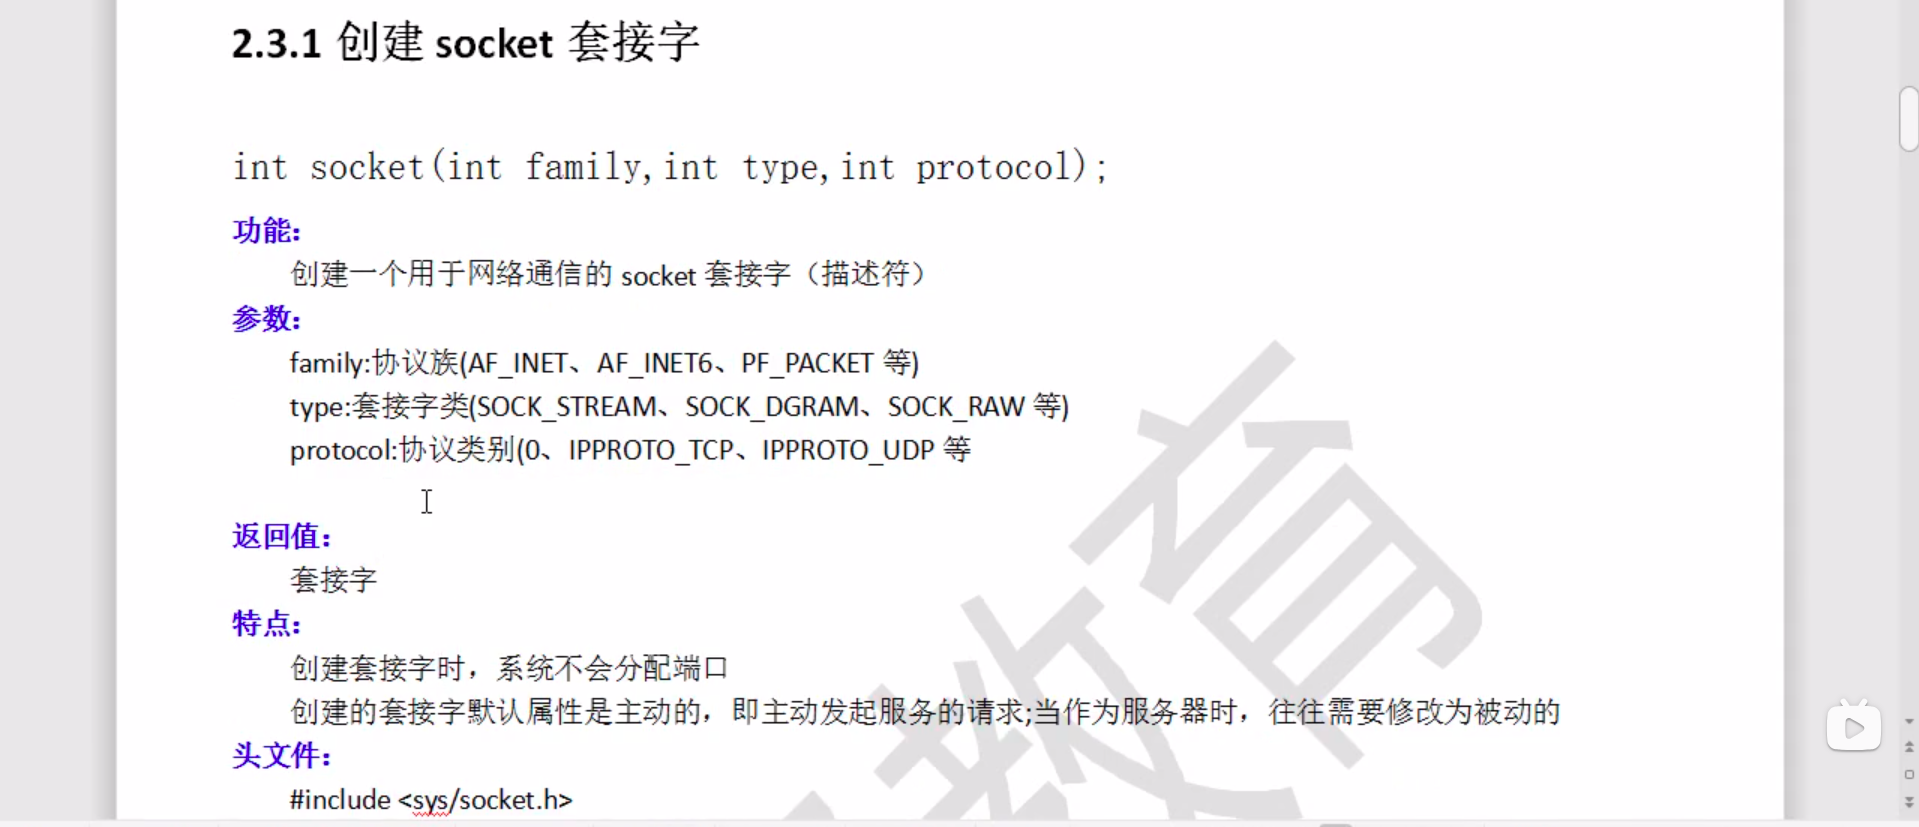 2.3.1 创建 socket 套接字
int socket(int family,int type,int protocol);
功能：
创建一个用于网络通信的 socket 套接字（描述符）
参数：
family:协议族(AF_INET、AF_INET6、PF_PACKET 等)
type:套接字类(SOCK_STREAM、SOCK_DGRAM、SOCK_RAW 等)
protocol:协议类别(0、IPPROTO_TCP、IPPROTO_UDP 等
返回值：
套接字
特点：
创建套接字时，系统不会分配端口
创建的套接字默认属性是主动的，即主动发起服务的请求;当作为服务器时，往往需要修改为被动的
头文件：
#include <sys/socket.h>
教育